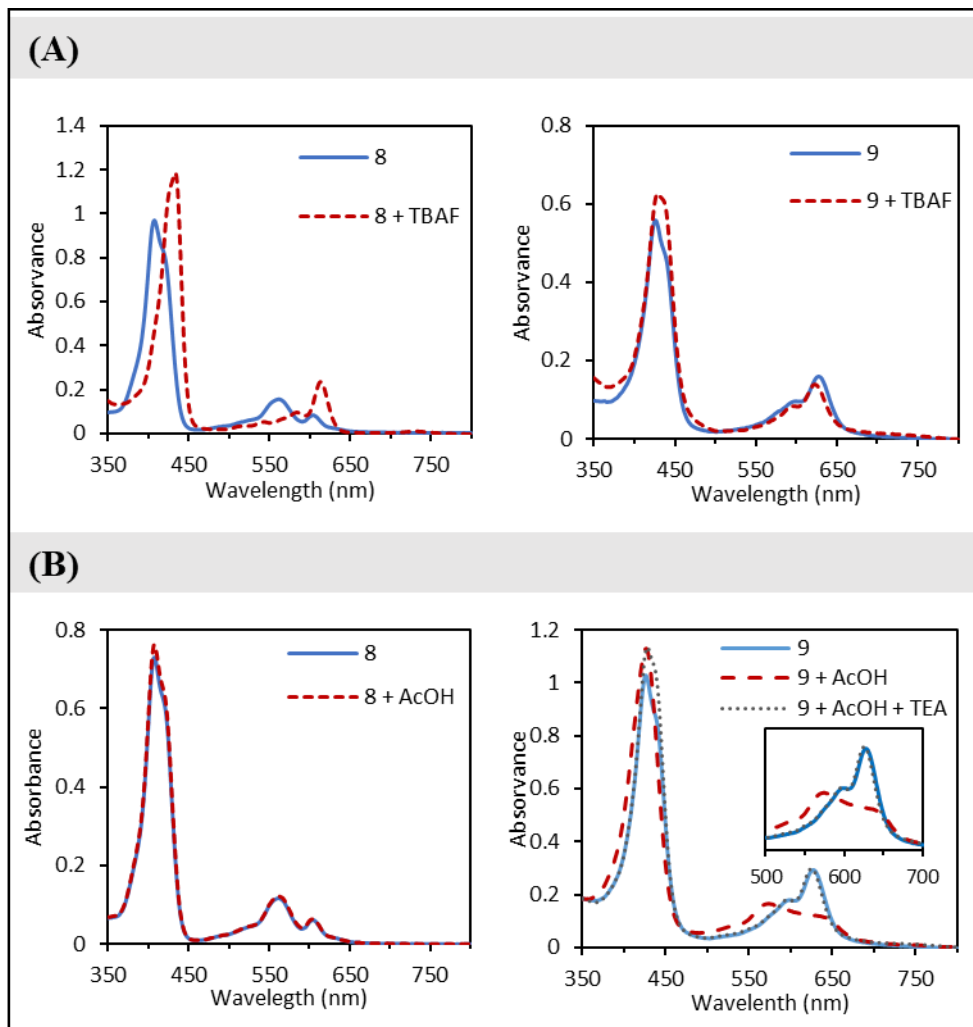 (A)
1.4
1.2
1
0.8
0.6
0.4
0.2
0
Absorvance
8
8 + TBAF
350 450 550 650 750
Wavelength (nm)
0.8
0.6
0.4
0.2
0
Absorvance
9
9 + TBAF
350 450 550 650 750
Wavelength (nm)
(B)
0.8
0.6
0.4
0.2
0
Absorbance
8
8 + AcOH
350 450 550 650 750
Wavelegth (nm)
1.2
1
0.8
0.6
0.4
0.2
0
Absorvance
9
9 + AcOH
9 + AcOH + TEA
500 600 700
350 450 550 650 750
Wavelenth (nm)